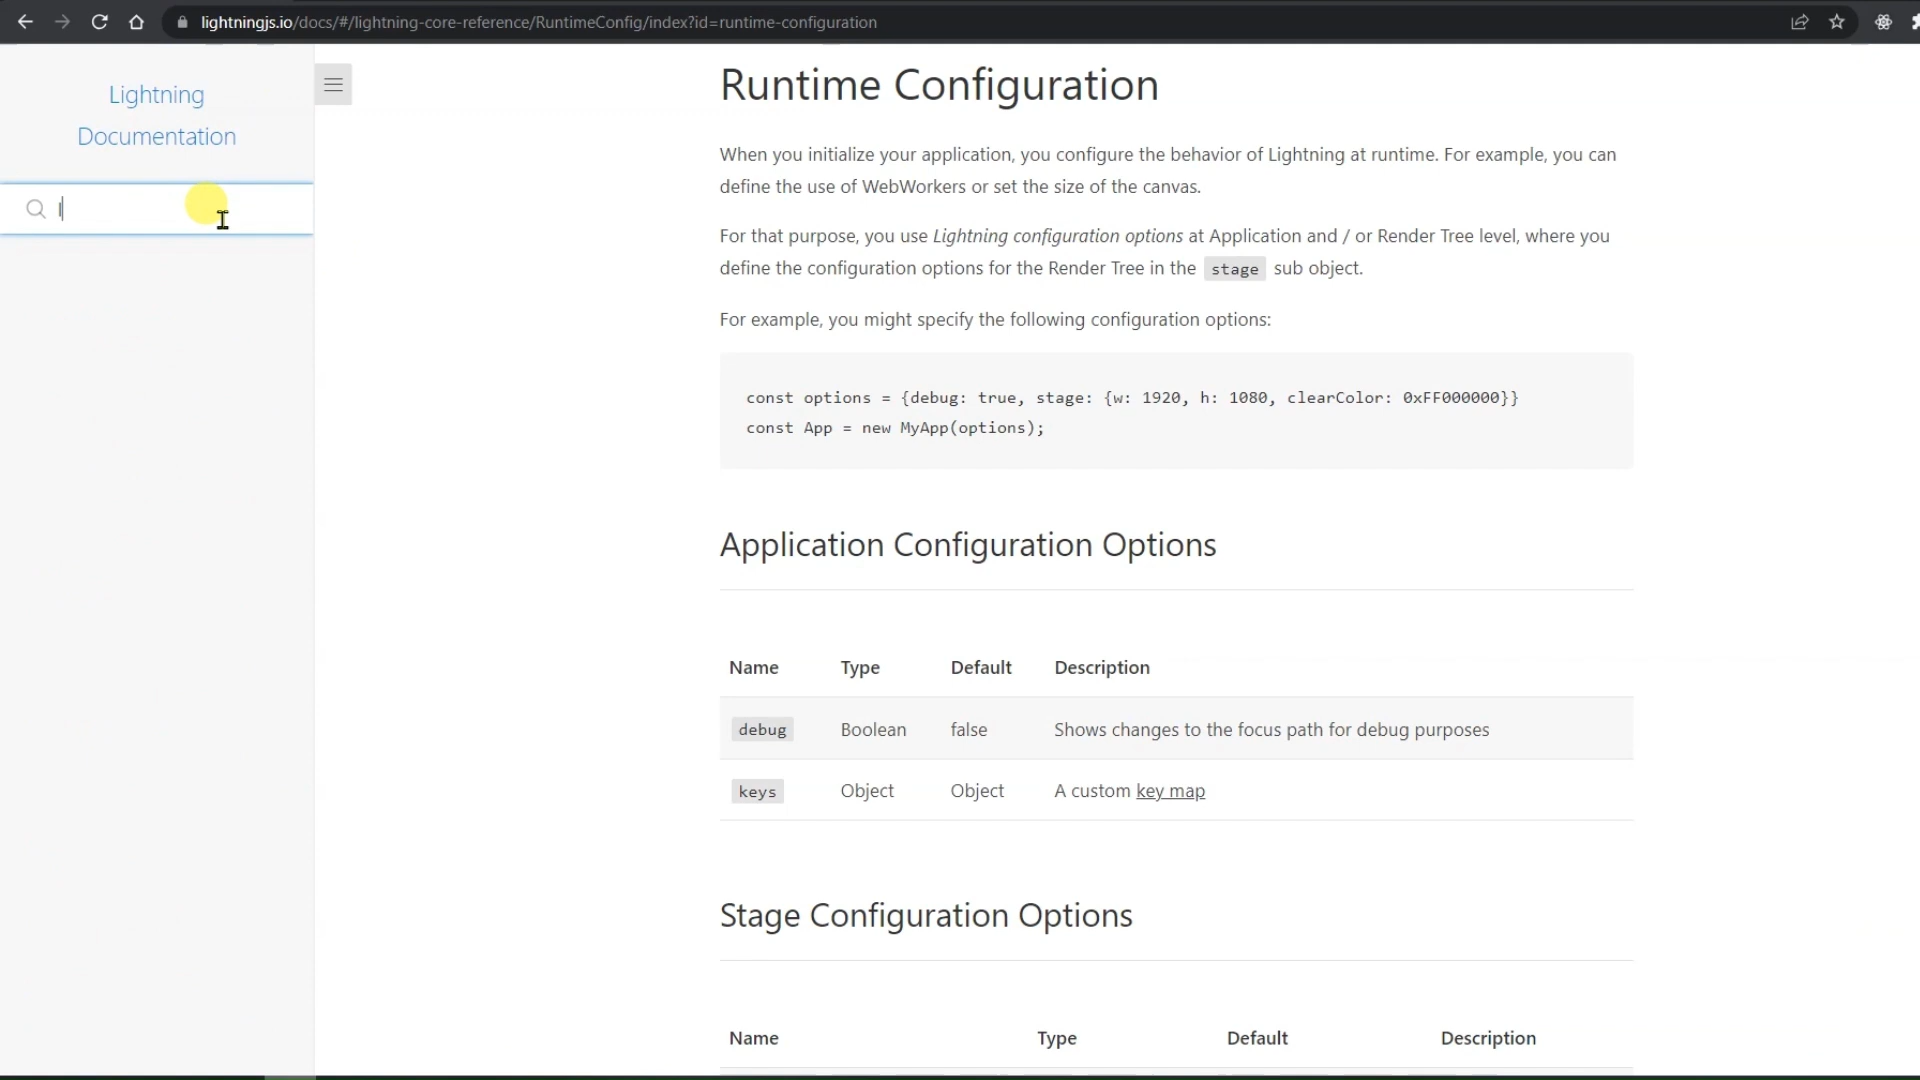 lightningjs.io/docs/#/lightning-core-reference/RuntimeConfig/index?id=runtime-configuration
Lightning
Documentation
l
Runtime Configuration
When you initialize your application, you configure the behavior of Lightning at runtime. For example, you can
define the use of WebWorkers or set the size of the canvas.
For that purpose, you use Lightning configuration options at Application and / or Render Tree level, where you
define the configuration options for the Render Tree in the stage sub object.
For example, you might specify the following configuration options:
const options = {debug: true, stage: {w: 1920, h: 1080, clearColor: 0xFF000000}}
const App = new MyApp(options);
Application Configuration Options
Name Type Default Description
debug Boolean false Shows changes to the focus path for debug purposes
keys Object Object A custom key map
Stage Configuration Options
Name Type Default Description